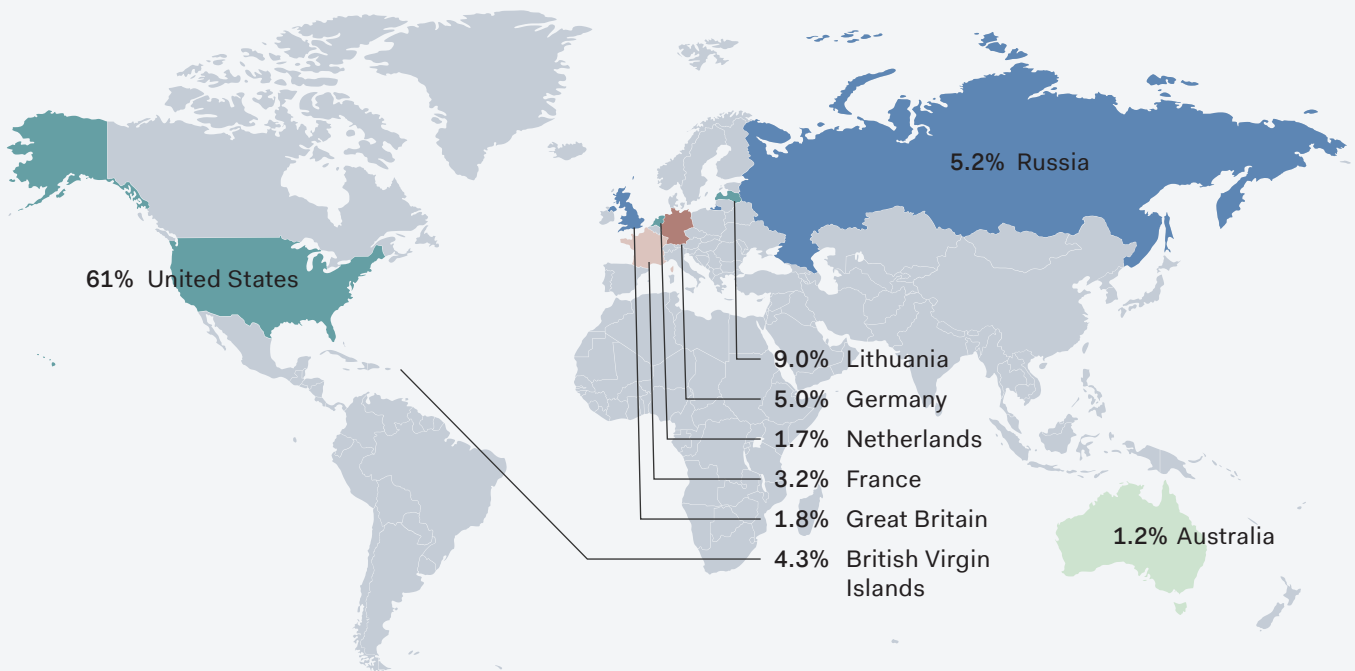 5.2% Russia
61% United States
9.0% Lithuania
5.0% Germany
1.7% Netherlands
3.2% France
1.8% Great Britain
4.3% British Virgin
Islands
1.2% Australia